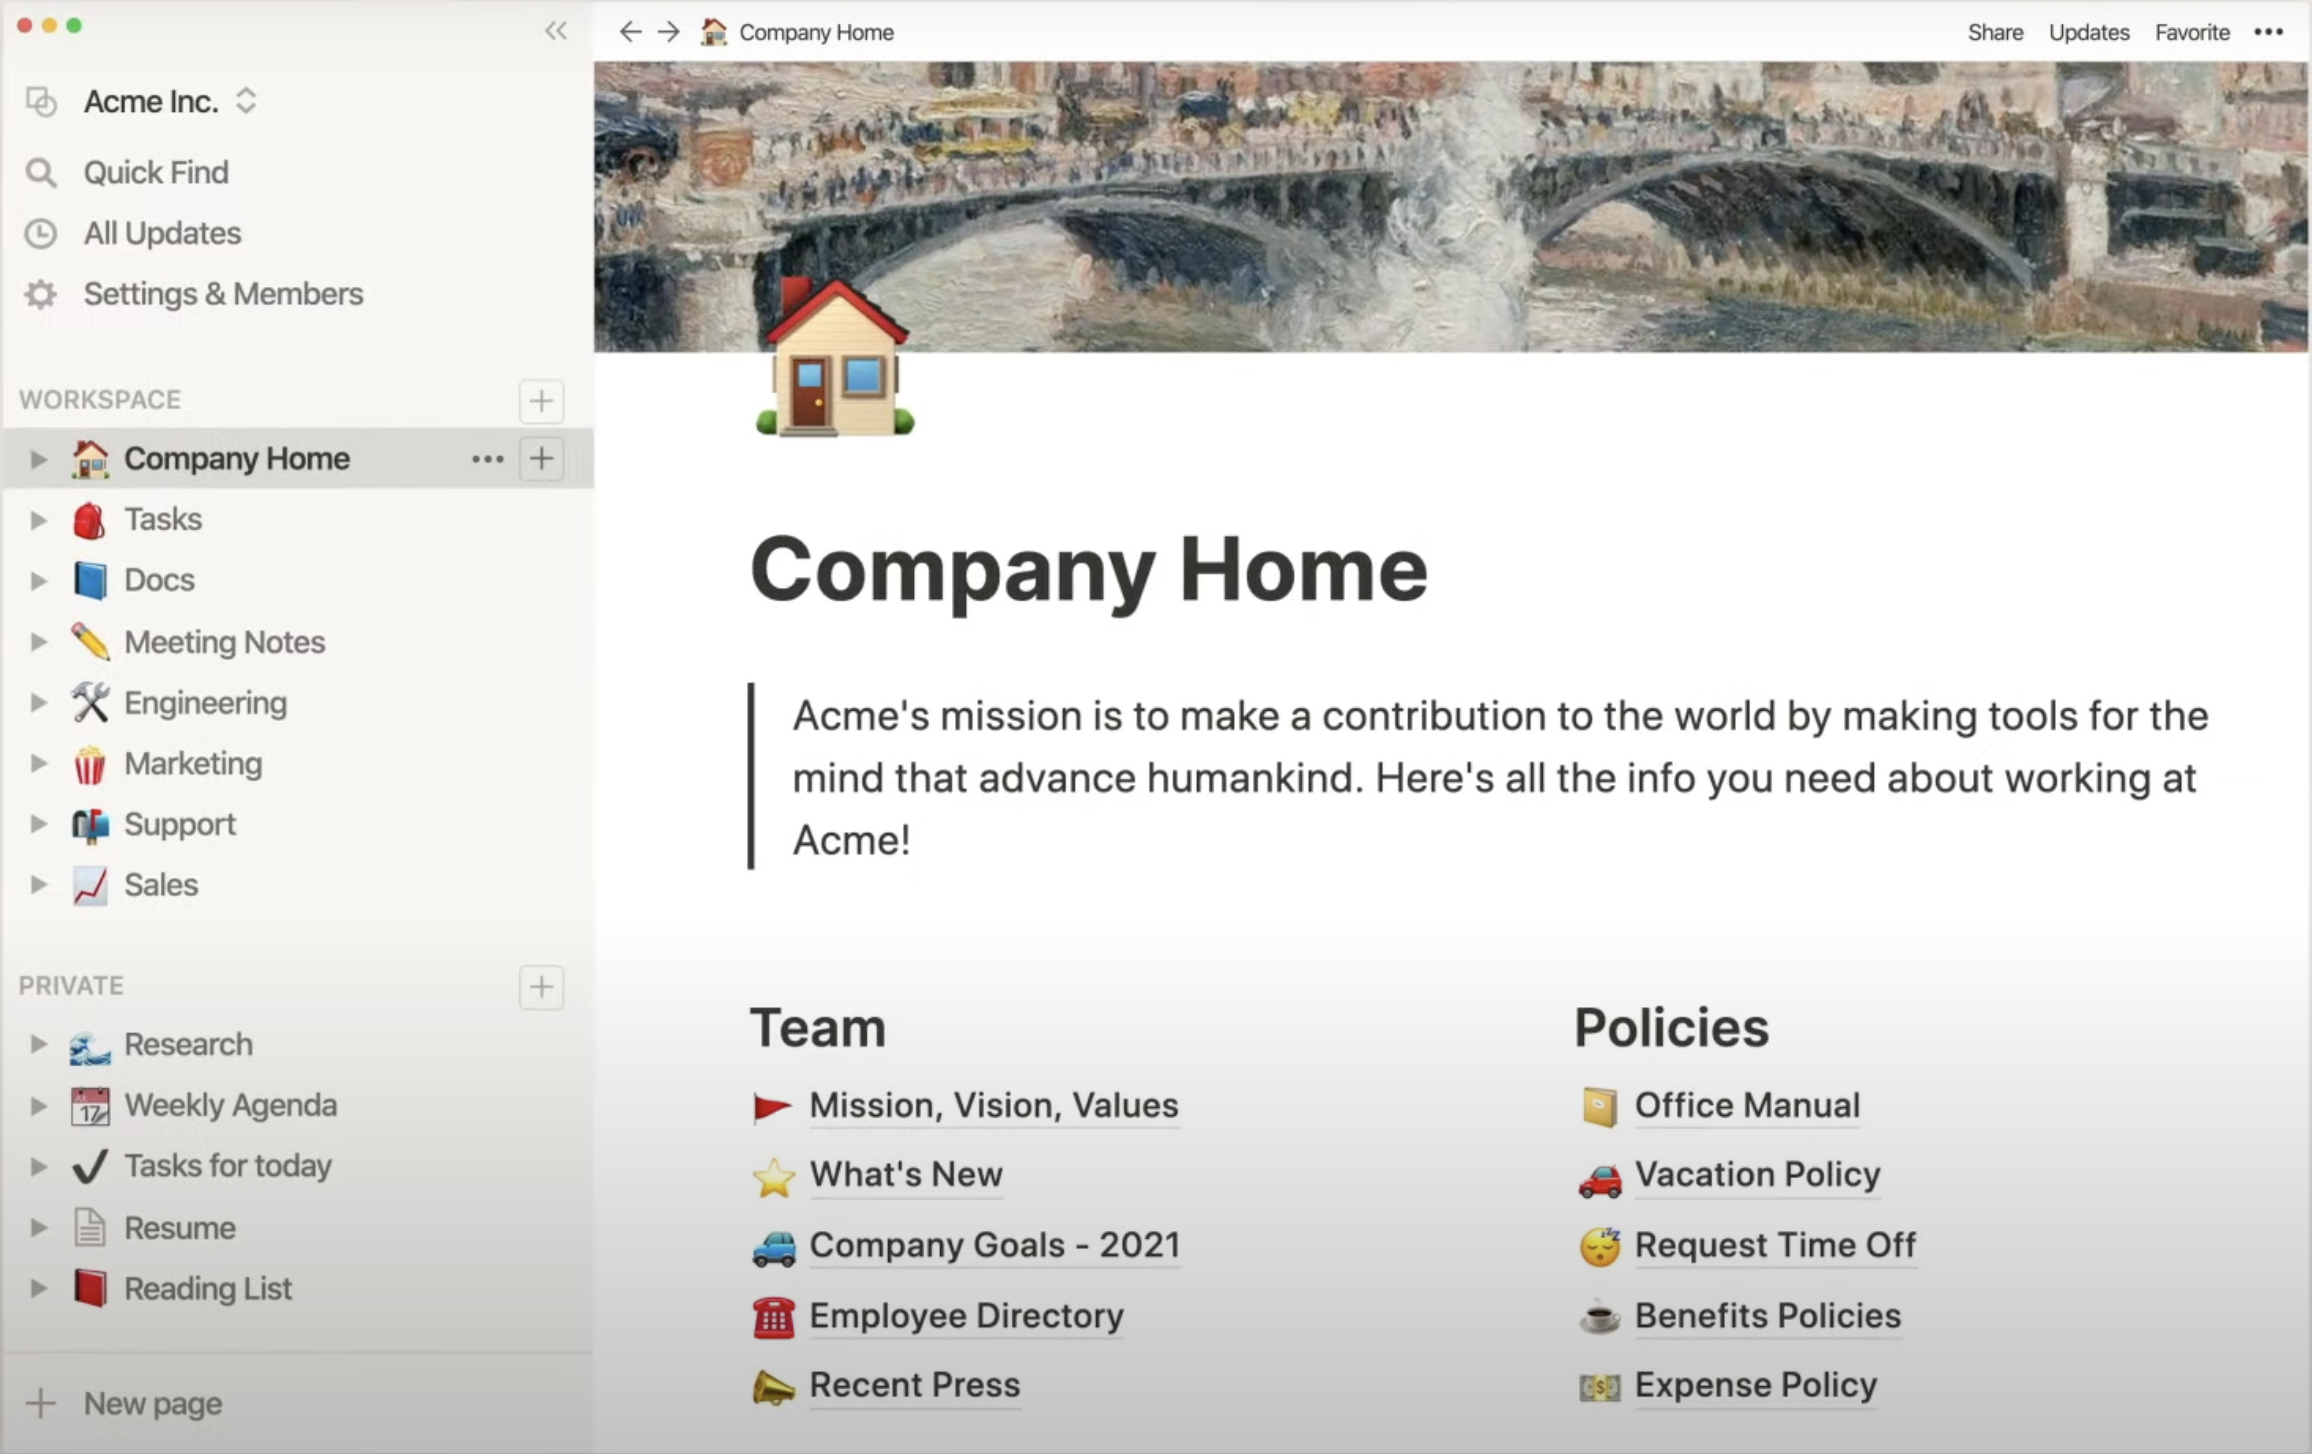 Acme Inc.
Quick Find
All Updates
Settings & Members
WORKSPACE
Company Home
Tasks
Docs
Meeting Notes
Engineering
Marketing
Support
Sales
PRIVATE
Research
17
Weekly Agenda
Tasks for today
Resume
Reading List
New page
Company Home
Share
Updates
Favorite
Company Home
Acme's mission is to make a contribution to the world by making tools for the
mind that advance humankind. Here's all the info you need about working at
Acme!
Team
Mission, Vision, Values
What's New
Company Goals - 2021
Employee Directory
Recent Press
Policies
Office Manual
Vacation Policy
Request Time Off
Benefits Policies
Expense Policy